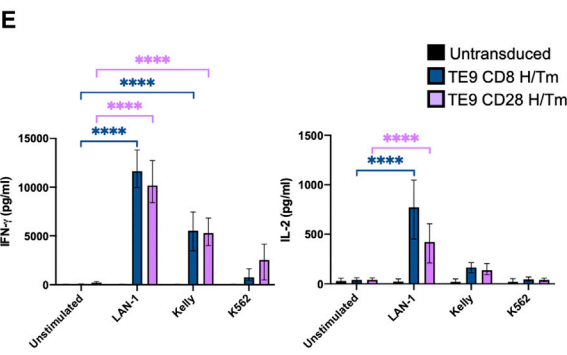 E
Untransduced
TE9 CD8 H/Tm
TE9 CD28 H/Tm
****
****
****
****
IFN-γ (pg/ml)
15000
10000
5000
0
Unstimulated
LAN-1
Kelly
K562
****
****
IL-2 (pg/ml)
1500
1000
500
0
Unstimulated
LAN-1
Kelly
K562